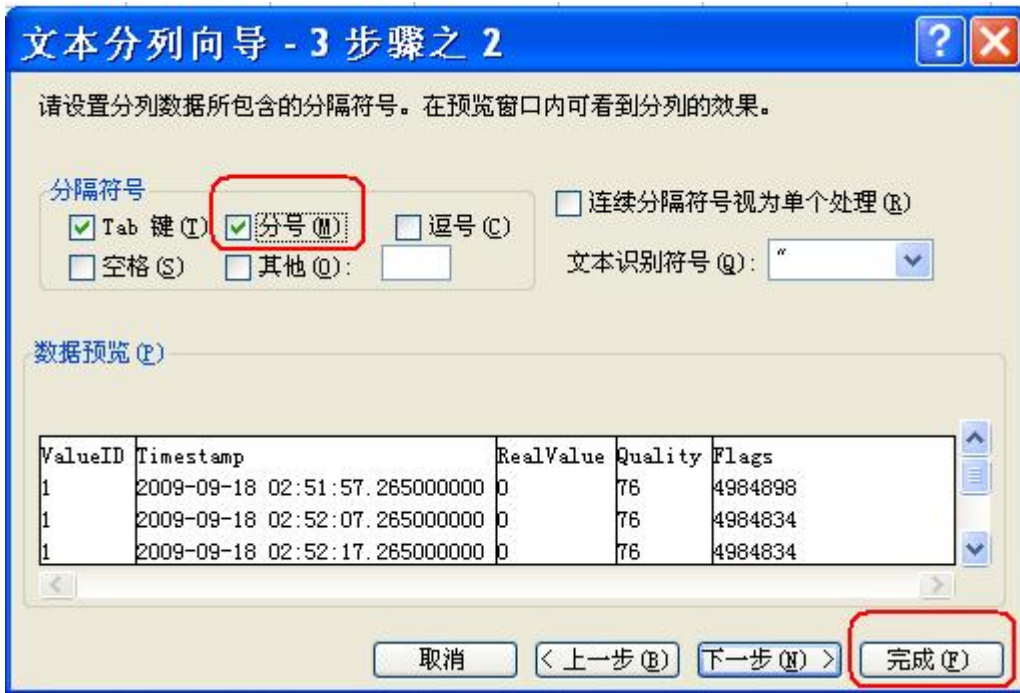 文本分列向导 - 3 步骤之 2
请设置分列数据所包含的分隔符号。在预览窗口内可看到分列的效果。
分隔符号
Tab 键(T) 分号(M) 逗号(C)
空格(S) 其他(O):
连续分隔符号视为单个处理(R)
文本识别符号(Q): "
数据预览(P)
ValueID Timestamp RealValue Quality Flags
1 2009-09-18 02:51:57.265000000 0 76 4984898
1 2009-09-18 02:52:07.265000000 0 76 4984834
1 2009-09-18 02:52:17.265000000 0 76 4984834
取消 < 上一步(B) 下一步(N) > 完成(F)